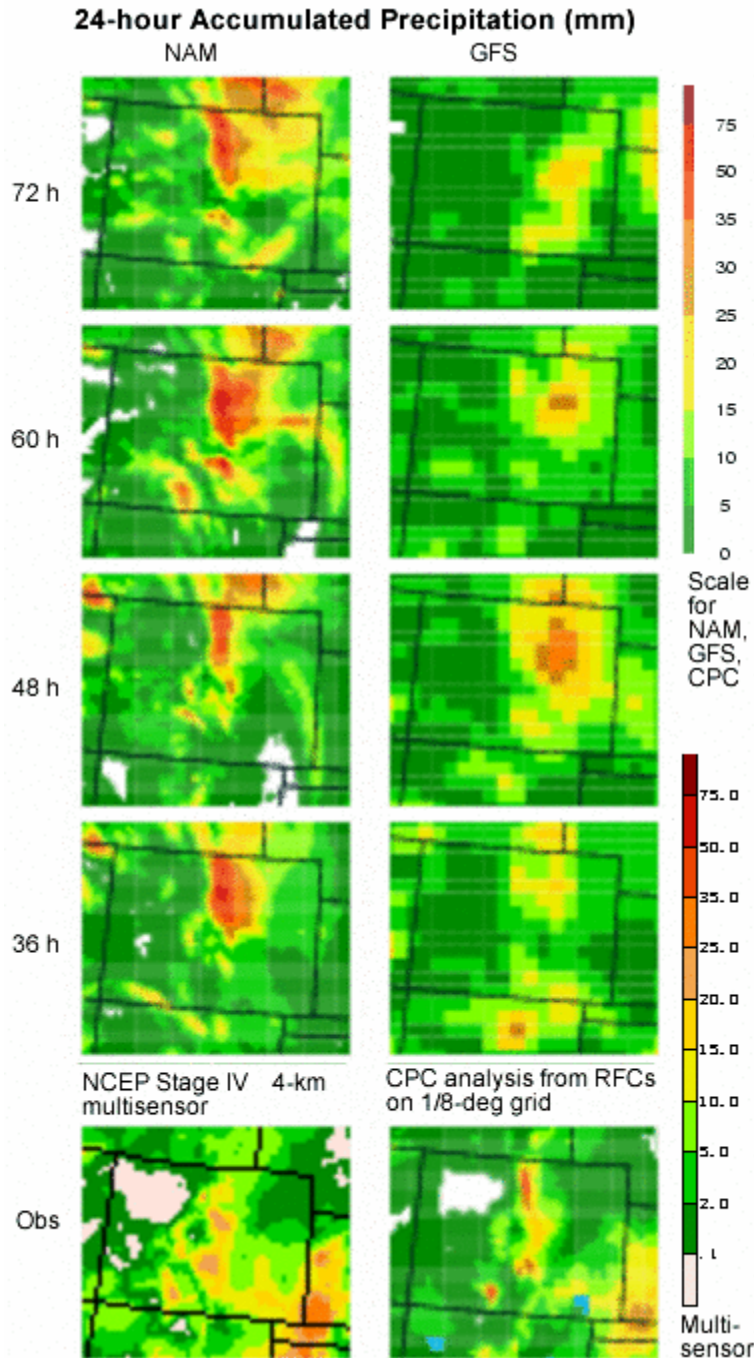 24-hour Accumulated Precipitation (mm)
NAM
GFS
72 h
60 h
48 h
36 h
75
50
35
30
25
20
15
10
5
0
Scale
for
NAM,
GFS,
CPC
NCEP Stage IV 4-km
multisensor
CPC analysis from RFCs
on 1/8-deg grid
Obs
75.0
50.0
35.0
25.0
20.0
15.0
10.0
5.0
2.0
.1
Multi-
sensor